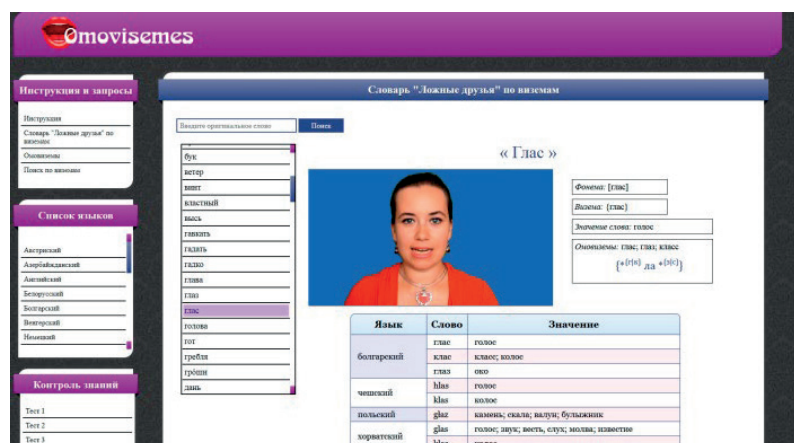 Omovisemes
Инструкция и запросы
Инструкция
Словарь "Ложные друзья" по
виземам
Омовиземы
Поиск по виземам
Список языков
Австрийский
Азербайджанский
Английский
Белорусский
Болгарский
Венгерский
Немецкий
Контроль знаний
Тест 1
Тест 2
Тест 3
Словарь "Ложные друзья" по виземам
Введите оригинальное слово
Поиск
бук
ветер
винт
властный
высь
гавкать
гадать
гадко
глава
глаз
глас
голова
гот
гребля
гроши
дань
« Глас »
Фонема: [глас]
Визема: {глас}
Значение слова: голос
Омовиземы: глас; глаз; класс
{*(г|к) ла *(з|с)}
Язык Слово Значение
болгарский
глас голос
клас класс; колос
глаз око
чешский
hlas голос
klas колос
польский głaz камень; скала; валун; булыжник
хорватский
glas голос; звук; весть, слух; молва; известие